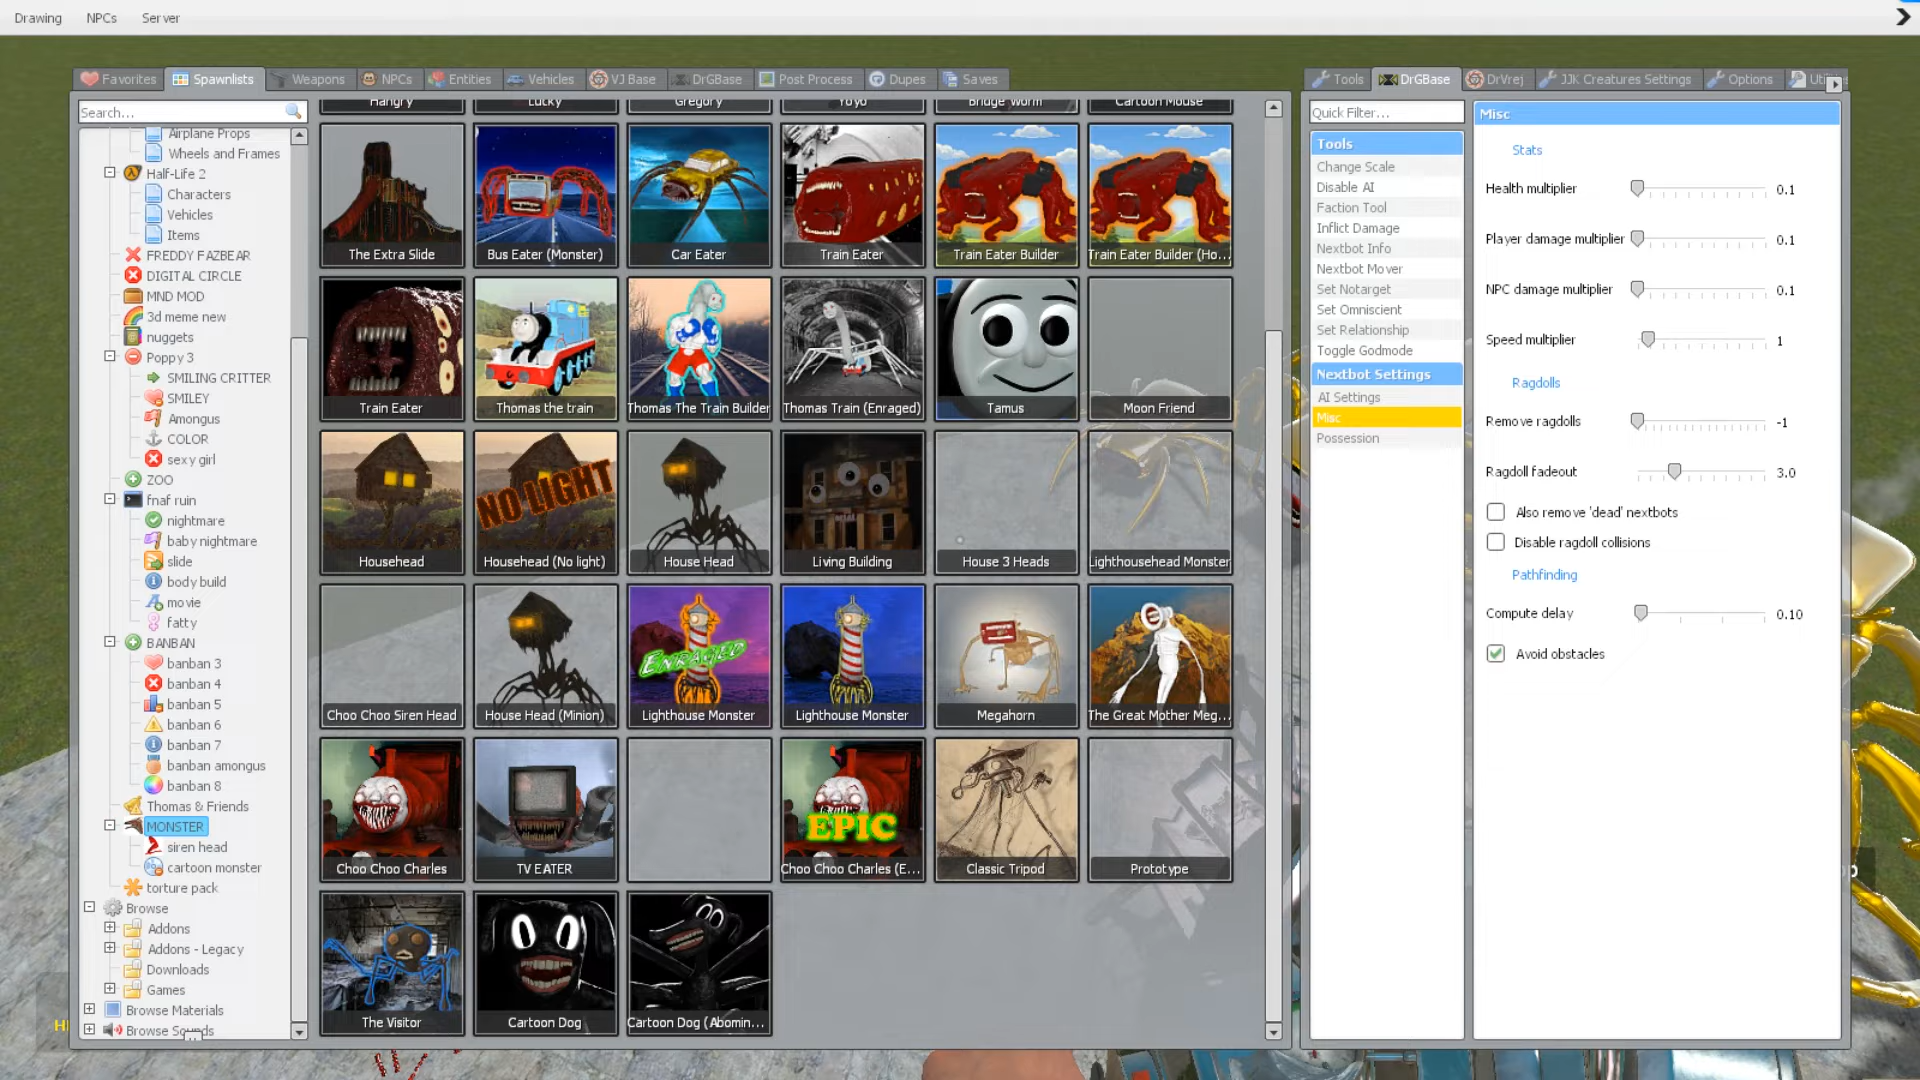 Drawing NPCs Server
Favorites Spawnlists Weapons NPCs Entities Vehicles VJ Base DrGBase Post Process Dupes Saves
Tools DrGBase DrVrej JJK Creatures Settings Options
Search...
Airplane Props
Wheels and Frames
Half-Life 2
Characters
Vehicles
Items
FREDDY FAZBEAR
DIGITAL CIRCLE
MND MOD
3d meme new
nuggets
Poppy 3
SMILING CRITTER
SMILEY
Amongus
COLOR
sexy girl
ZOO
fnaf ruin
nightmare
baby nightmare
slide
body build
movie
fatty
BANBAN
banban 3
banban 4
banban 5
banban 6
banban 7
banban amongus
banban 8
Thomas & Friends
MONSTER
siren head
cartoon monster
torture pack
Browse
Addons
Addons - Legacy
Downloads
Games
Browse Materials
Browse Sounds
Hangry Lucky Gregory Yoyo Bridge Worm Cartoon Mouse
The Extra Slide Bus Eater (Monster) Car Eater Train Eater Train Eater Builder Train Eater Builder (Ho...
Train Eater Thomas the train Thomas The Train Builder Thomas Train (Enraged) Tamus Moon Friend
NO LIGHT
Househead Househead (No light) House Head Living Building House 3 Heads Lighthousehead Monster
ENRAGED
Choo Choo Siren Head House Head (Minion) Lighthouse Monster Lighthouse Monster Megahorn The Great Mother Meg...
EPIC
Choo Choo Charles TV EATER Choo Choo Charles (E... Classic Tripod Prototype
The Visitor Cartoon Dog Cartoon Dog (Abomin...
Quick Filter...
Tools
Change Scale
Disable AI
Faction Tool
Inflict Damage
Nextbot Info
Nextbot Mover
Set Notarget
Set Omniscient
Set Relationship
Toggle Godmode
Nextbot Settings
AI Settings
Misc
Possession
Misc
Stats
Health multiplier 0.1
Player damage multiplier 0.1
NPC damage multiplier 0.1
Speed multiplier 1
Ragdolls
Remove ragdolls -1
Ragdoll fadeout 3.0
Also remove 'dead' nextbots
Disable ragdoll collisions
Pathfinding
Compute delay 0.10
Avoid obstacles